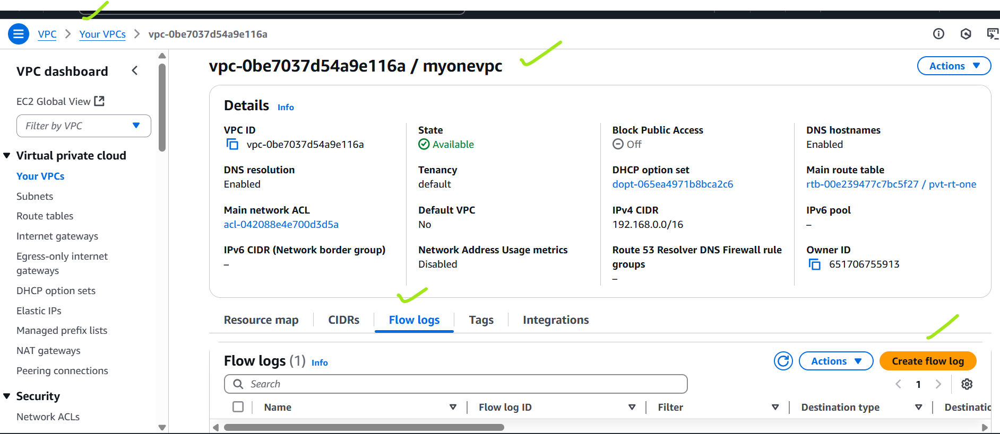 VPC > Your VPCs > vpc-0be7037d54a9e116a
VPC dashboard
EC2 Global View
Filter by VPC
Virtual private cloud
Your VPCs
Subnets
Route tables
Internet gateways
Egress-only internet
gateways
DHCP option sets
Elastic IPs
Managed prefix lists
NAT gateways
Peering connections
Security
Network ACLs
vpc-0be7037d54a9e116a / myonevpc
Actions
Details Info
VPC ID
vpc-0be7037d54a9e116a
State
Available
Block Public Access
Off
DNS hostnames
Enabled
DNS resolution
Enabled
Tenancy
default
DHCP option set
dopt-065ea4971b8bca2c6
Main route table
rtb-00e239477c7bc5f27 / pvt-rt-one
Main network ACL
acl-042088e4e700d3d5a
Default VPC
No
IPv4 CIDR
192.168.0.0/16
IPv6 pool
–
IPv6 CIDR (Network border group)
–
Network Address Usage metrics
Disabled
Route 53 Resolver DNS Firewall rule
groups
–
Owner ID
651706755913
Resource map CIDRs Flow logs Tags Integrations
Flow logs (1) Info
Actions
Create flow log
Search
1
Name Flow log ID Filter Destination type Destinatio